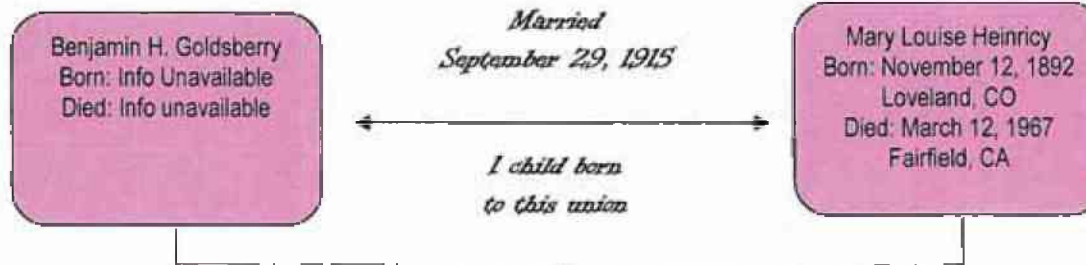 Benjamin H. Goldsberry
Born: Info Unavailable
Died: Info unavailable
Married
September 29, 1915
1 child born
to this union
Mary Louise Heinricy
Born: November 12, 1892
Loveland, CO
Died: March 12, 1967
Fairfield, CA